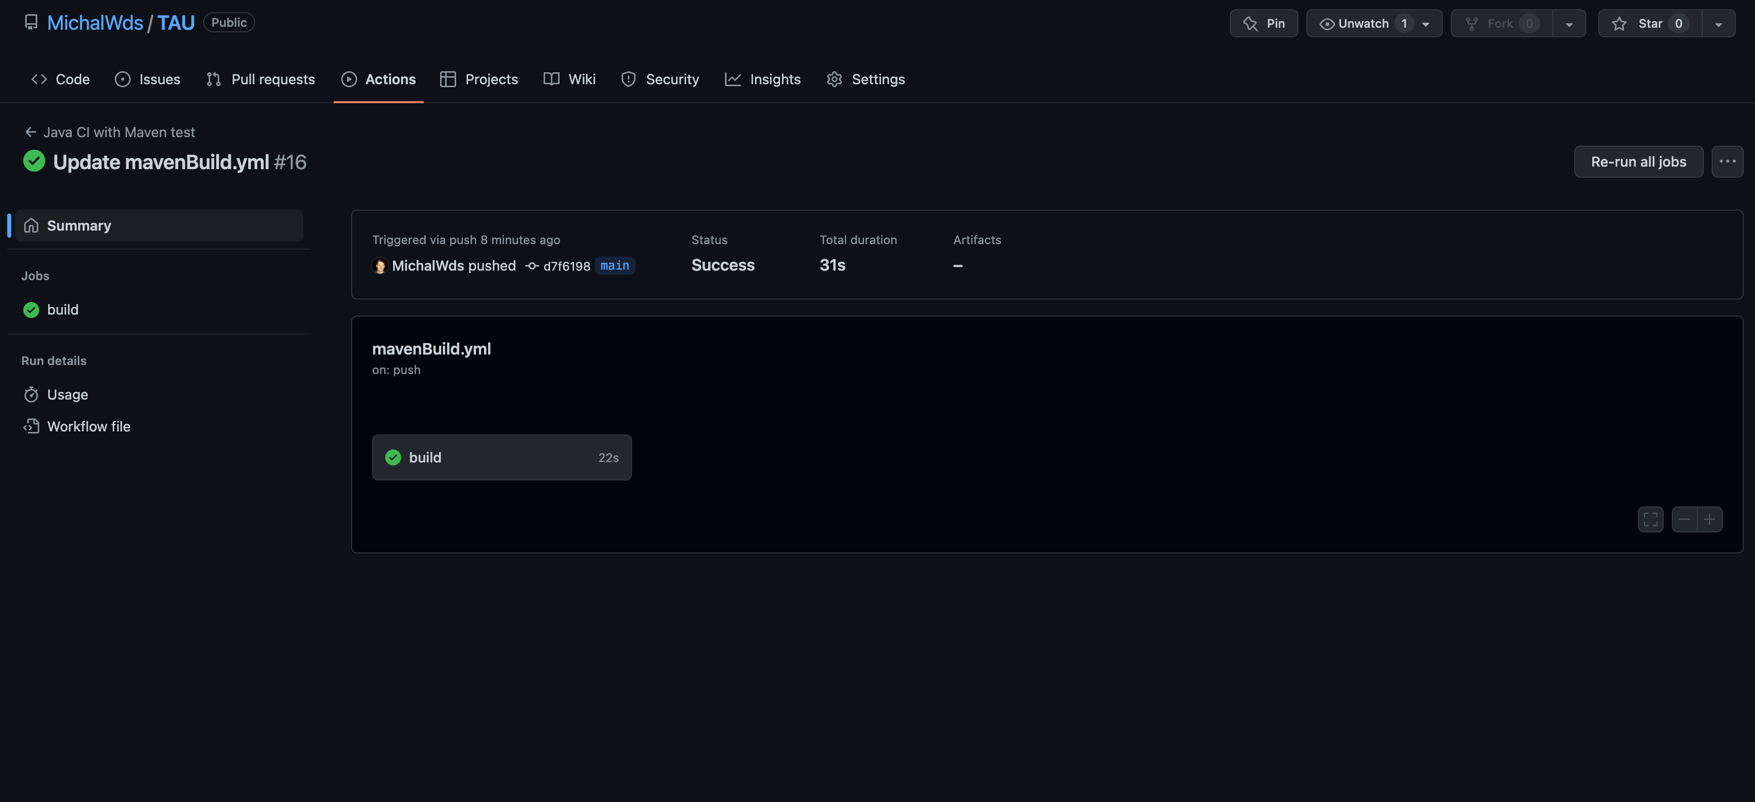 MichalWds / TAU Public
Pin
Unwatch 1
Fork 0
Star 0
Code
Issues
Pull requests
Actions
Projects
Wiki
Security
Insights
Settings
Java CI with Maven test
Update mavenBuild.yml #16
Re-run all jobs
Summary
Jobs
build
Run details
Usage
Workflow file
Triggered via push 8 minutes ago
MichalWds pushed d7f6198 main
Status
Success
Total duration
31s
Artifacts
–
mavenBuild.yml
on: push
build 22s